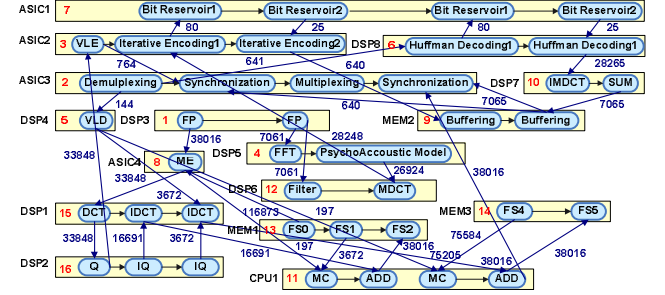 ASIC1 7 Bit Reservoir1 Bit Reservoir2 Bit Reservoir1 Bit Reservoir2
80 25 80 25
ASIC2 3 VLE Iterative Encoding1 Iterative Encoding2 DSP8 6 Huffman Decoding1 Huffman Decoding1
764 641 640 28265
ASIC3 2 Demulplexing Synchronization Multiplexing Synchronization DSP7 10 IMDCT SUM
144 640 7065 7065
DSP4 5 VLD DSP3 1 FP FP MEM2 9 Buffering Buffering
33848 38016 7061 28248
ASIC4 8 ME DSP5 4 FFT PsychoAccoustic Model 38016
33848 7061 26924
3672 DSP6 12 Filter MDCT
DSP1 15 DCT IDCT IDCT 116873 197 MEM3 14 FS4 FS5
33848 16691 3672 MEM1 13 FS0 FS1 FS2 75584
197 38016
16691 3672 75205 38016 38016
DSP2 16 Q IQ IQ
CPU1 11 MC ADD MC ADD